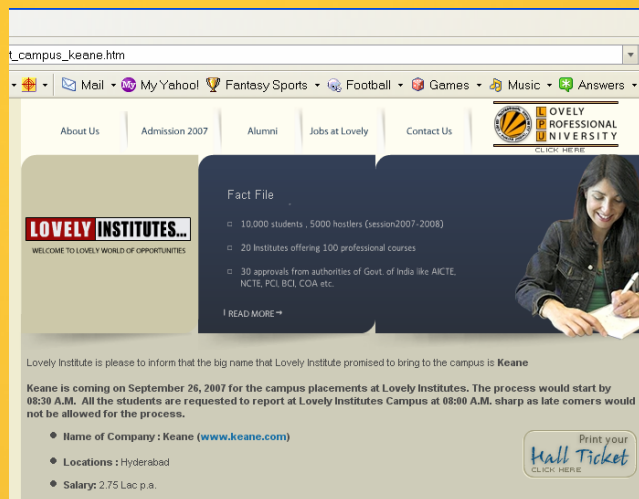 t_campus_keane.htm
Mail My Yahoo! Fantasy Sports Football Games Music Answers
About Us Admission 2007 Alumni Jobs at Lovely Contact Us
LOVELY
PROFESSIONAL
UNIVERSITY
CLICK HERE
Fact File
10,000 students , 5000 hostlers (session2007-2008)
20 Institutes offering 100 professional courses
30 approvals from authorities of Govt. of India like AICTE,
NCTE, PCI, BCI, COA etc.
READ MORE
LOVELY INSTITUTES...
WELCOME TO LOVELY WORLD OF OPPORTUNITIES
Lovely Institute is please to inform that the big name that Lovely Institute promised to bring to the campus is Keane
Keane is coming on September 26, 2007 for the campus placements at Lovely Institutes. The process would start by
08:30 A.M. All the students are requested to report at Lovely Institutes Campus at 08:00 A.M. sharp as late comers would
not be allowed for the process.
Name of Company : Keane (www.keane.com)
Locations : Hyderabad
Salary: 2.75 Lac p.a.
Print your
Hall Ticket
CLICK HERE